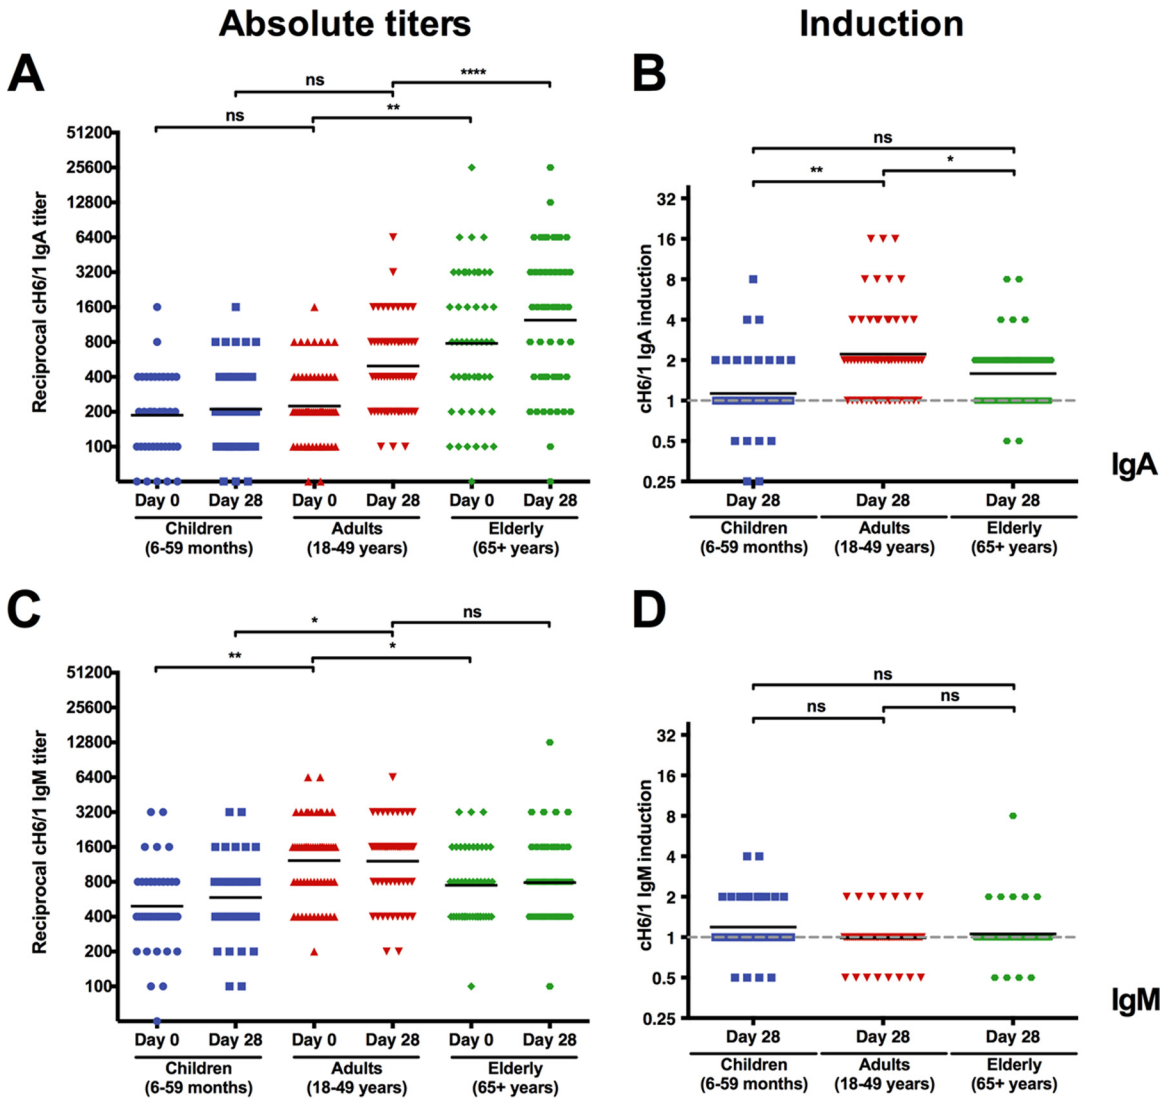 Absolute titers
Induction
A
ns
****
ns
**
51200
25600
12800
6400
3200
1600
800
400
200
100
Reciprocal cH6/1 IgA titer
Day 0 Day 28 Day 0 Day 28 Day 0 Day 28
Children Adults Elderly
(6-59 months) (18-49 years) (65+ years)
B
ns
** *
32
16
8
4
2
1
0.5
0.25
cH6/1 IgA induction
Day 28 Day 28 Day 28
Children Adults Elderly
(6-59 months) (18-49 years) (65+ years)
IgA
C
* ns
** *
51200
25600
12800
6400
3200
1600
800
400
200
100
Reciprocal cH6/1 IgM titer
Day 0 Day 28 Day 0 Day 28 Day 0 Day 28
Children Adults Elderly
(6-59 months) (18-49 years) (65+ years)
D
ns
ns ns
32
16
8
4
2
1
0.5
0.25
cH6/1 IgM induction
Day 28 Day 28 Day 28
Children Adults Elderly
(6-59 months) (18-49 years) (65+ years)
IgM